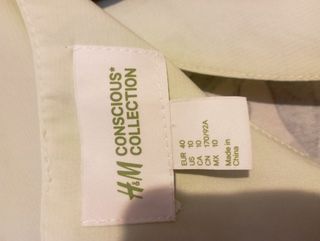 H&M CONSCIOUS*
COLLECTION
EUR 40
US 10
CA 10
CN 170/92A
MX 10
Made in
China